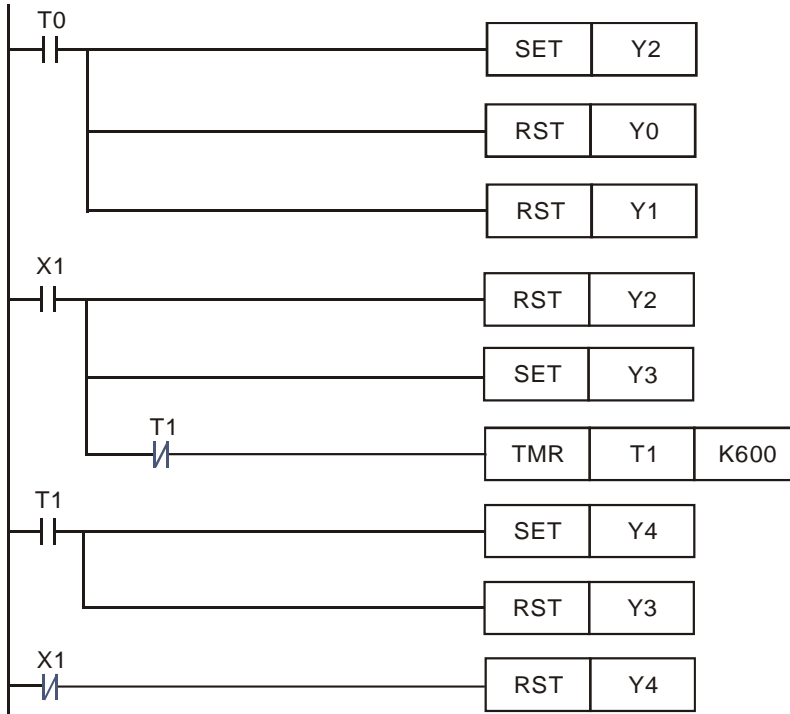 T0
SET Y2
RST Y0
RST Y1
X1
RST Y2
SET Y3
T1
TMR T1 K600
T1
SET Y4
RST Y3
X1
RST Y4